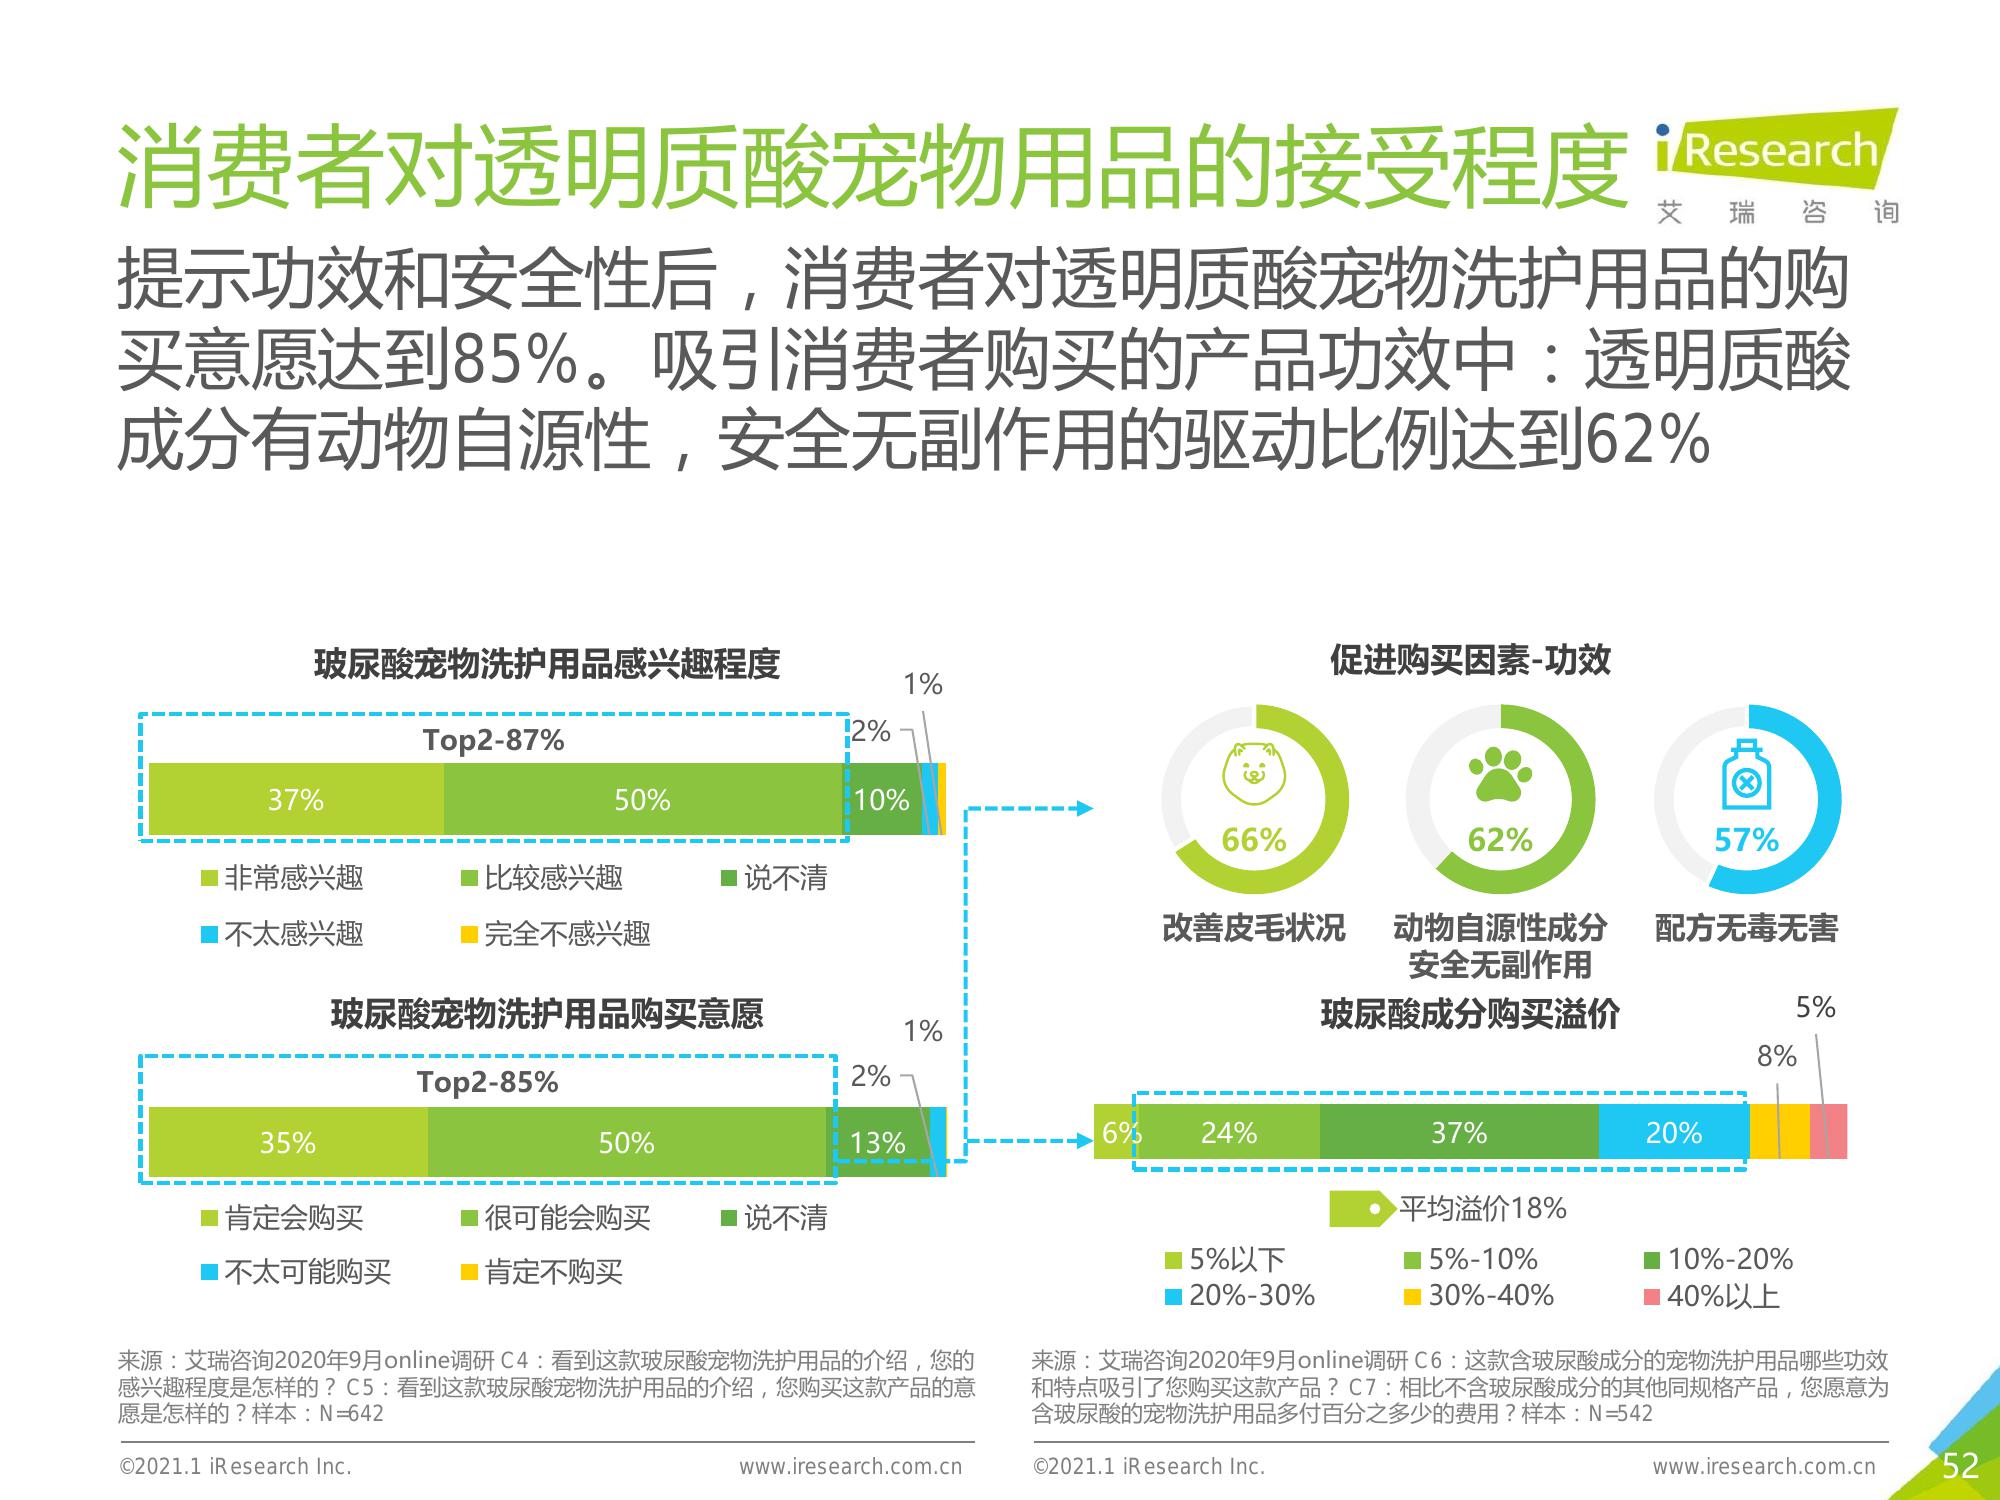 消费者对透明质酸宠物用品的接受程度
iResearch
艾瑞咨询
提示功效和安全性后，消费者对透明质酸宠物洗护用品的购
买意愿达到85%。吸引消费者购买的产品功效中：透明质酸
成分有动物自源性，安全无副作用的驱动比例达到62%
玻尿酸宠物洗护用品感兴趣程度
1%
Top2-87%
2%
37%
50%
10%
非常感兴趣
比较感兴趣
说不清
不太感兴趣
完全不感兴趣
玻尿酸宠物洗护用品购买意愿
1%
Top2-85%
2%
35%
50%
13%
肯定会购买
很可能会购买
说不清
不太可能购买
肯定不购买
促进购买因素-功效
66%
62%
57%
改善皮毛状况
动物自源性成分
安全无副作用
配方无毒无害
玻尿酸成分购买溢价
5%
8%
6%
24%
37%
20%
平均溢价18%
5%以下
5%-10%
10%-20%
20%-30%
30%-40%
40%以上
来源：艾瑞咨询2020年9月online调研 C4：看到这款玻尿酸宠物洗护用品的介绍，您的
感兴趣程度是怎样的？ C5：看到这款玻尿酸宠物洗护用品的介绍，您购买这款产品的意
愿是怎样的？样本：N=642
来源：艾瑞咨询2020年9月online调研 C6：这款含玻尿酸成分的宠物洗护用品哪些功效
和特点吸引了您购买这款产品？ C7：相比不含玻尿酸成分的其他同规格产品，您愿意为
含玻尿酸的宠物洗护用品多付百分之多少的费用？样本：N=542
©2021.1 iResearch Inc.
www.iresearch.com.cn
©2021.1 iResearch Inc.
www.iresearch.com.cn
52